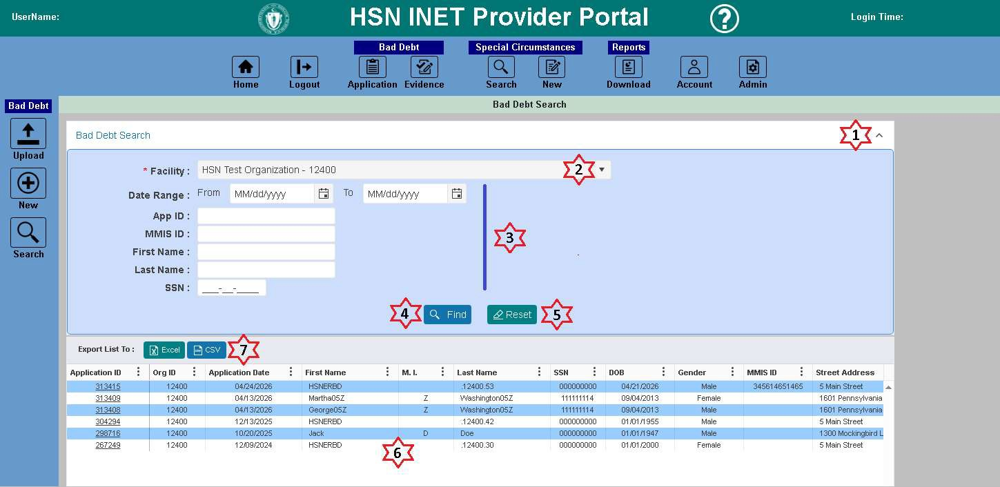 UserName:
HSN INET Provider Portal
?
Login Time:
Bad Debt
Special Circumstances
Reports
Home
Logout
Application
Evidence
Search
New
Download
Account
Admin
Bad Debt
Upload
New
Search
Bad Debt Search
Bad Debt Search
1
* Facility : HSN Test Organization - 12400
2
Date Range : From MM/dd/yyyy To MM/dd/yyyy
App ID :
MMIS ID :
3
First Name :
Last Name :
SSN : ___-__-____
4 Find Reset 5
Export List To : Excel CSV 7
Application ID Org ID Application Date First Name M. I. Last Name SSN DOB Gender MMIS ID Street Address
313415 12400 04/24/2026 HSNERBD .12400.53 000000000 04/21/2026 Male 345614651465 5 Main Street
313409 12400 04/13/2026 Martha05Z Z Washington05Z 111111114 09/04/2013 Female 1601 Pennsylvania
313408 12400 04/13/2026 George05Z Z Washington05Z 111111114 09/04/2013 Male 1601 Pennsylvania
304294 12400 12/13/2025 HSNERBD .12400.42 000000000 01/01/1955 Male 5 Main Street
298716 12400 10/20/2025 Jack D Doe 000000000 01/01/1947 Male 1300 Mockingbird L
267249 12400 12/09/2024 HSNERBD .12400.30 000000000 01/01/2000 Female 5 Main Street
6